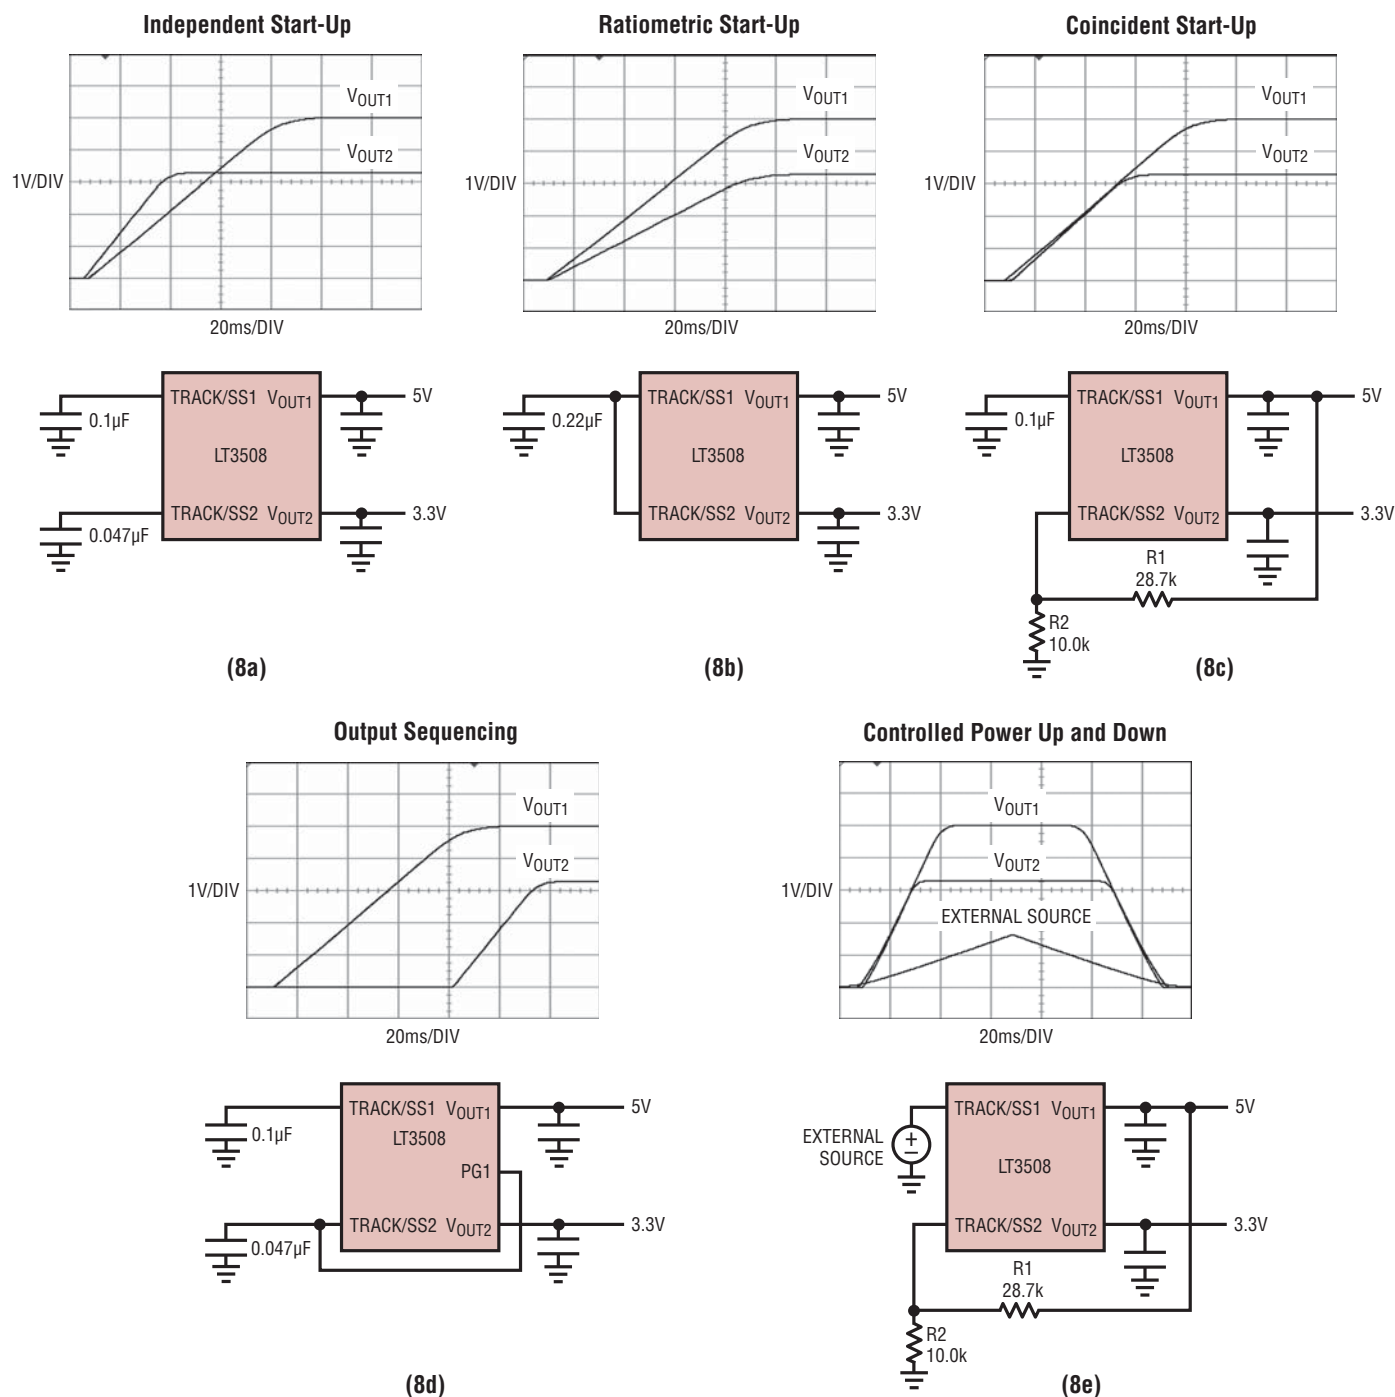 Independent Start-Up
Ratiometric Start-Up
Coincident Start-Up
VOUT1
VOUT2
1V/DIV
20ms/DIV
VOUT1
VOUT2
1V/DIV
20ms/DIV
VOUT1
VOUT2
1V/DIV
20ms/DIV
TRACK/SS1 VOUT1
5V
0.1µF
LT3508
TRACK/SS2 VOUT2
3.3V
0.047µF
(8a)
TRACK/SS1 VOUT1
5V
0.22µF
LT3508
TRACK/SS2 VOUT2
3.3V
(8b)
TRACK/SS1 VOUT1
5V
0.1µF
LT3508
TRACK/SS2 VOUT2
3.3V
R1
28.7k
R2
10.0k
(8c)
Output Sequencing
Controlled Power Up and Down
VOUT1
VOUT2
1V/DIV
20ms/DIV
VOUT1
VOUT2
1V/DIV
EXTERNAL SOURCE
20ms/DIV
TRACK/SS1 VOUT1
5V
0.1µF
LT3508
PG1
TRACK/SS2 VOUT2
3.3V
0.047µF
(8d)
TRACK/SS1 VOUT1
5V
EXTERNAL
SOURCE
+
−
LT3508
TRACK/SS2 VOUT2
3.3V
R1
28.7k
R2
10.0k
(8e)